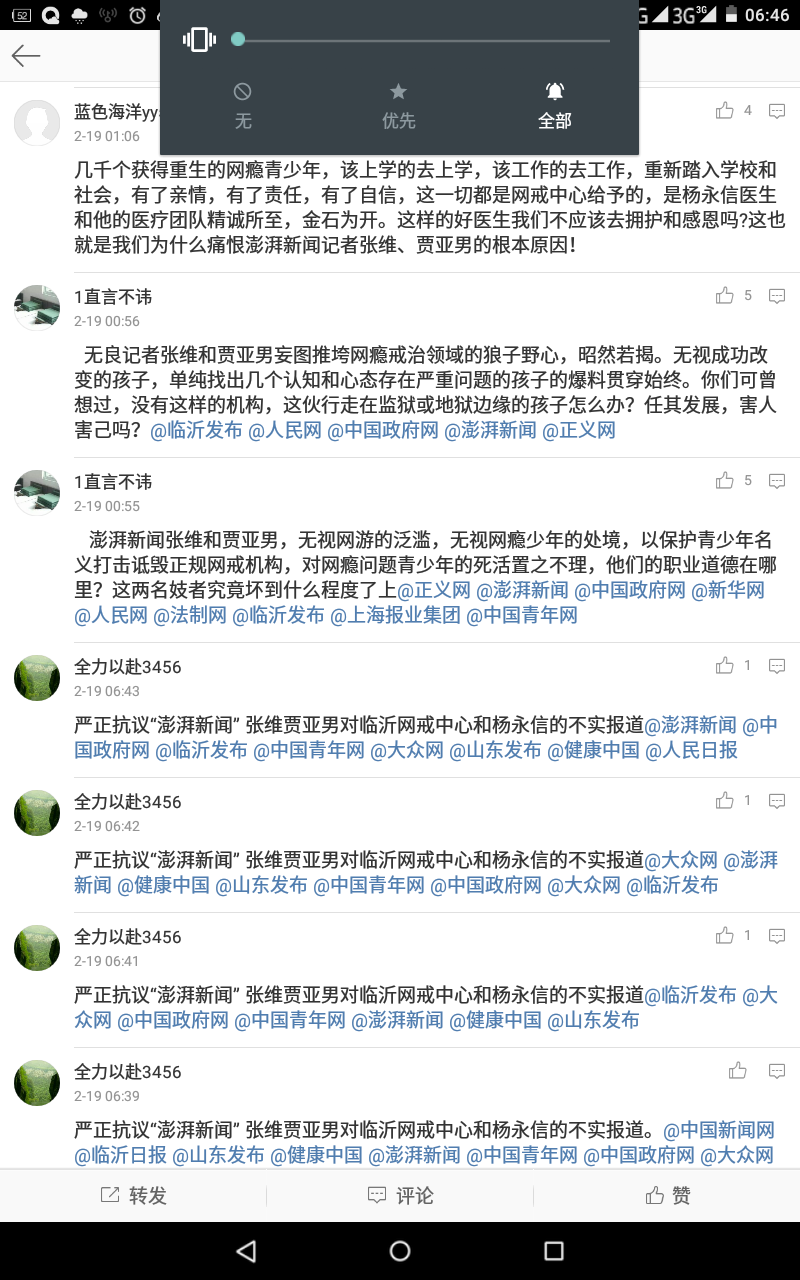 52
G
3G
3G
06:46
无
优先
全部
蓝色海洋yy
4
2-19 01:06
几千个获得重生的网瘾青少年，该上学的去上学，该工作的去工作，重新踏入学校和
社会，有了亲情，有了责任，有了自信，这一切都是网戒中心给予的，是杨永信医生
和他的医疗团队精诚所至，金石为开。这样的好医生我们不应该去拥护和感恩吗?这也
就是我们为什么痛恨澎湃新闻记者张维、贾亚男的根本原因！
1直言不讳
5
2-19 00:56
无良记者张维和贾亚男妄图推垮网瘾戒治领域的狼子野心，昭然若揭。无视成功改
变的孩子，单纯找出几个认知和心态存在严重问题的孩子的爆料贯穿始终。你们可曾
想过，没有这样的机构，这伙行走在监狱或地狱边缘的孩子怎么办？任其发展，害人
害己吗？@临沂发布 @人民网 @中国政府网 @澎湃新闻 @正义网
1直言不讳
5
2-19 00:55
澎湃新闻张维和贾亚男，无视网游的泛滥，无视网瘾少年的处境，以保护青少年名
义打击诋毁正规网戒机构，对网瘾问题青少年的死活置之不理，他们的职业道德在哪
里？这两名妓者究竟坏到什么程度了上@正义网 @澎湃新闻 @中国政府网 @新华网
@人民网 @法制网 @临沂发布 @上海报业集团 @中国青年网
全力以赴3456
1
2-19 06:43
严正抗议“澎湃新闻” 张维贾亚男对临沂网戒中心和杨永信的不实报道@澎湃新闻 @中
国政府网 @临沂发布 @中国青年网 @大众网 @山东发布 @健康中国 @人民日报
全力以赴3456
1
2-19 06:42
严正抗议“澎湃新闻” 张维贾亚男对临沂网戒中心和杨永信的不实报道@大众网 @澎湃
新闻 @健康中国 @山东发布 @中国青年网 @中国政府网 @大众网 @临沂发布
全力以赴3456
1
2-19 06:41
严正抗议“澎湃新闻” 张维贾亚男对临沂网戒中心和杨永信的不实报道@临沂发布 @大
众网 @中国政府网 @中国青年网 @澎湃新闻 @健康中国 @山东发布
全力以赴3456
2-19 06:39
严正抗议“澎湃新闻” 张维贾亚男对临沂网戒中心和杨永信的不实报道。@中国新闻网
@临沂日报 @山东发布 @健康中国 @澎湃新闻 @中国青年网 @中国政府网 @大众网
转发
评论
赞